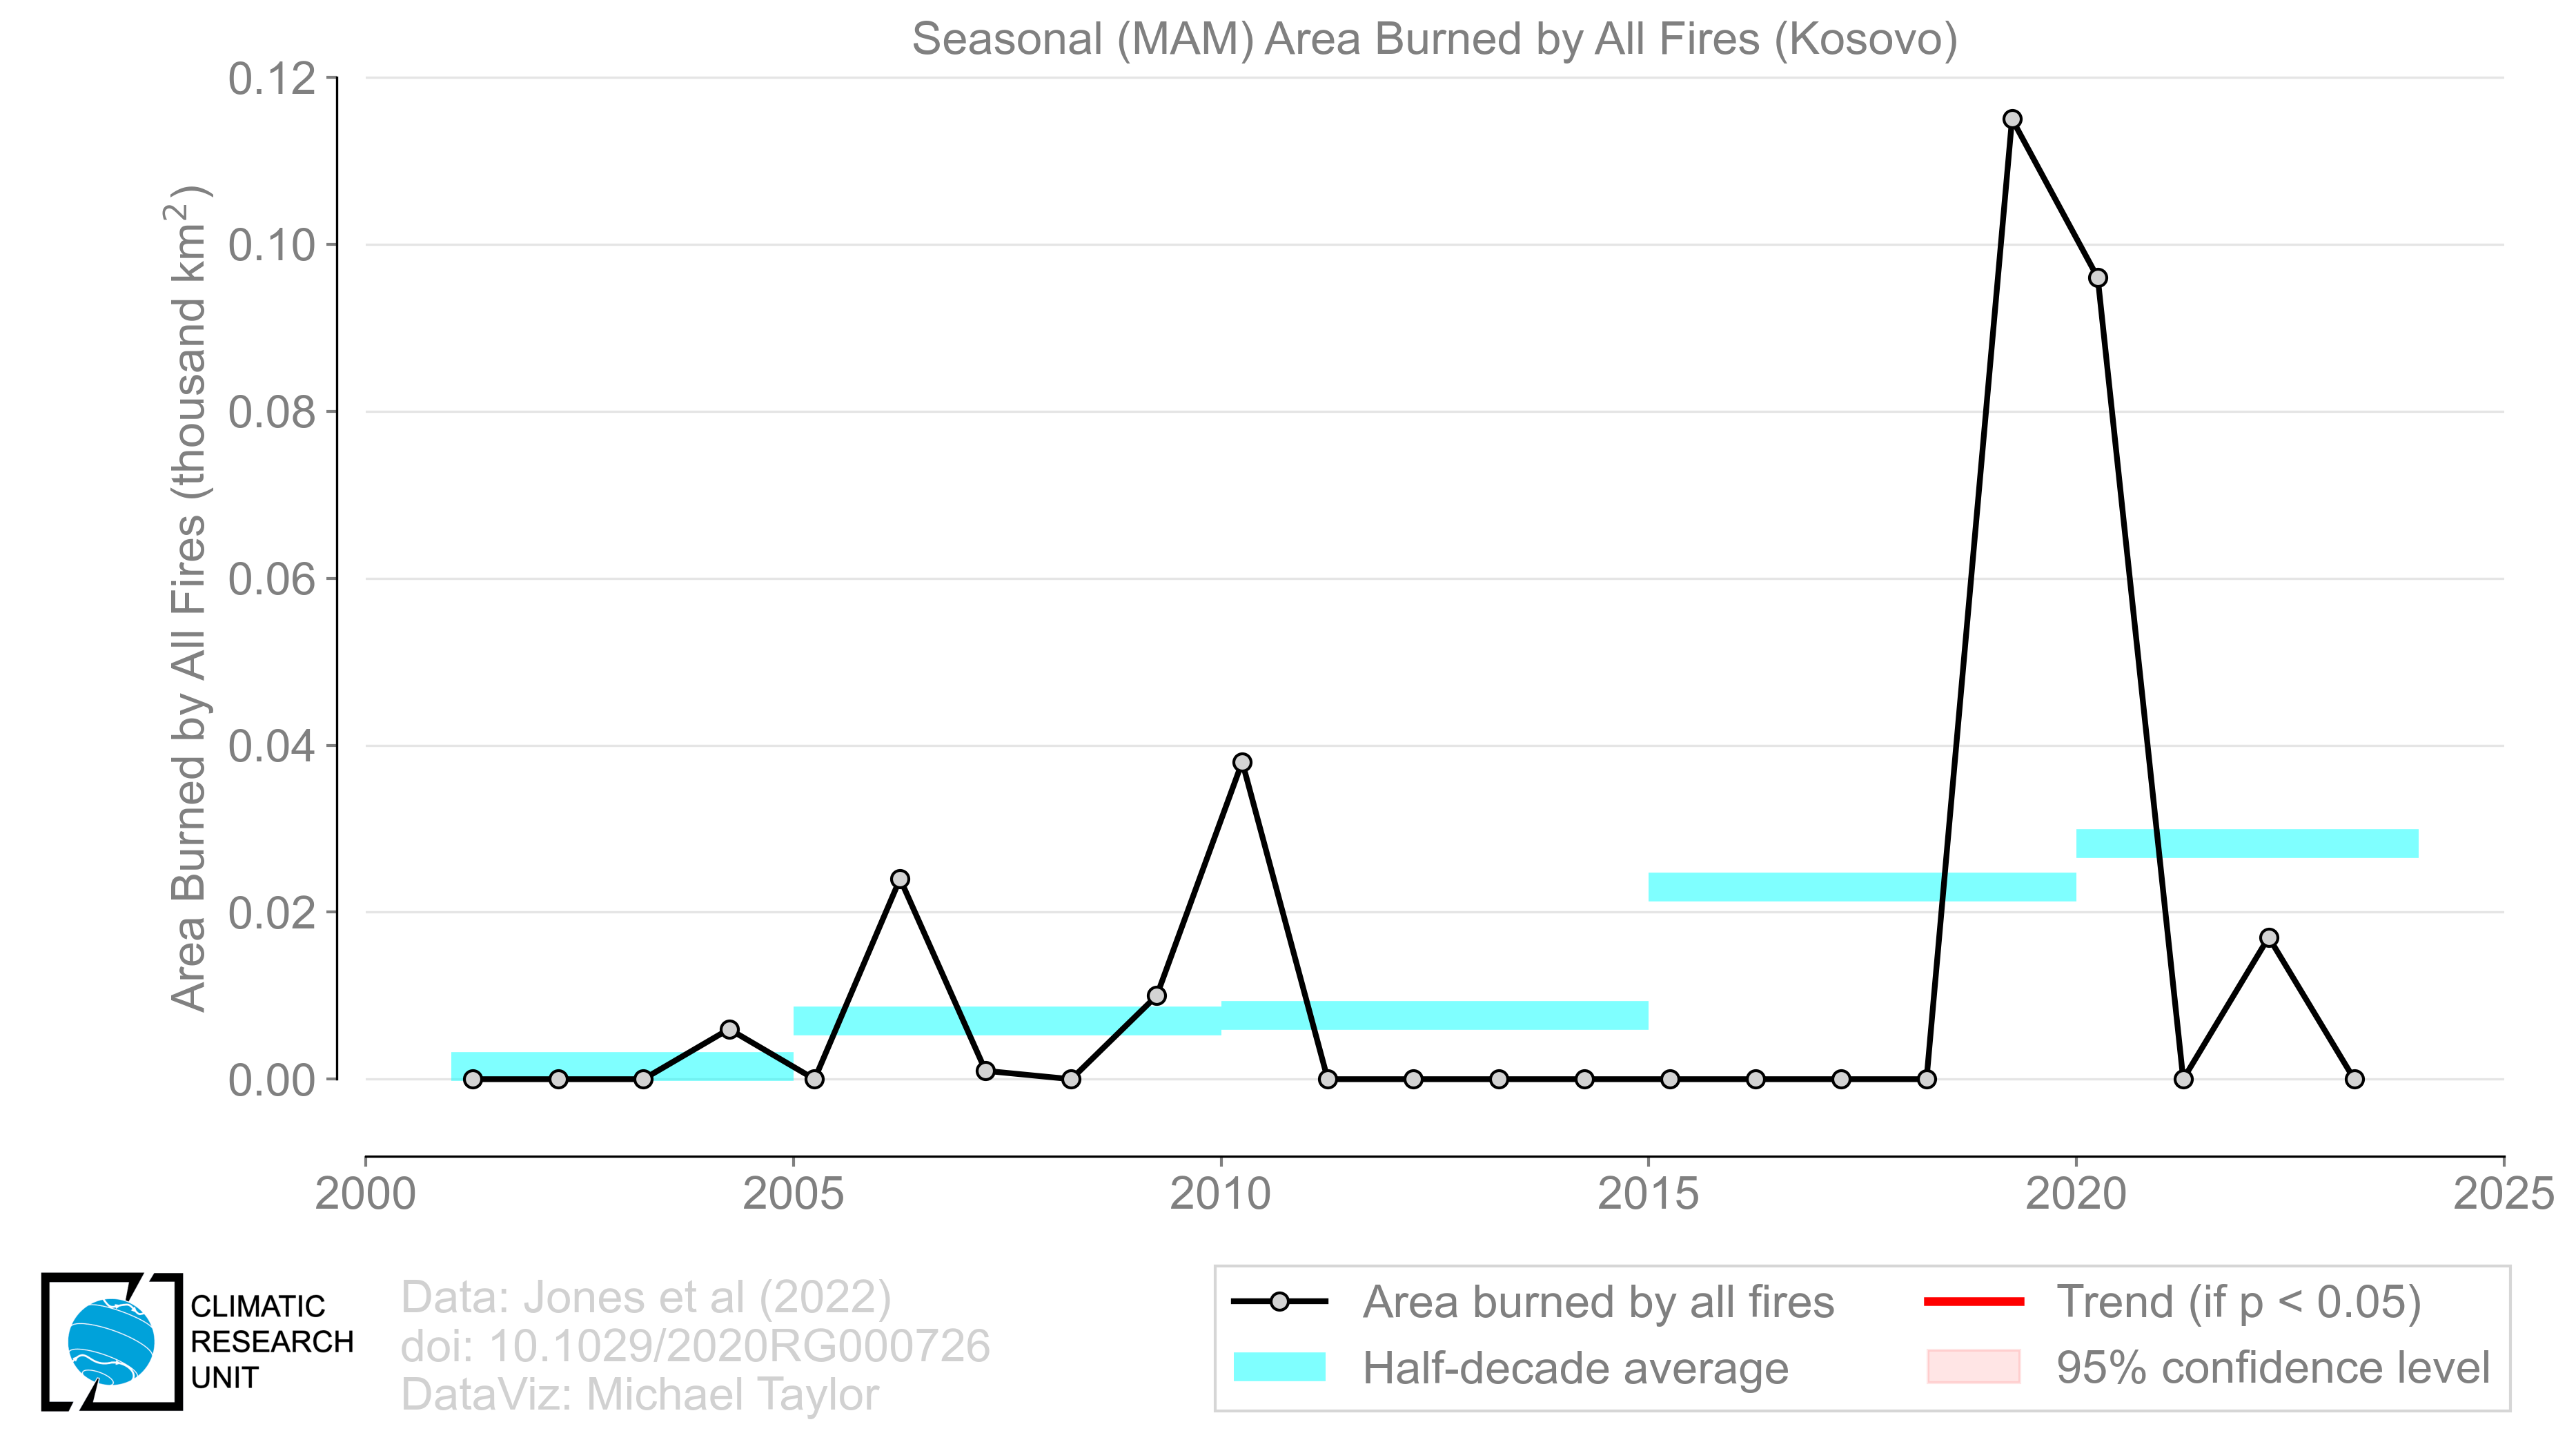 Seasonal (MAM) Area Burned by All Fires (Kosovo)
Area Burned by All Fires (thousand km²)
0.12
0.10
0.08
0.06
0.04
0.02
0.00
2000 2005 2010 2015 2020 2025
CLIMATIC
RESEARCH
UNIT
Data: Jones et al (2022)
doi: 10.1029/2020RG000726
DataViz: Michael Taylor
Area burned by all fires
Half-decade average
Trend (if p < 0.05)
95% confidence level